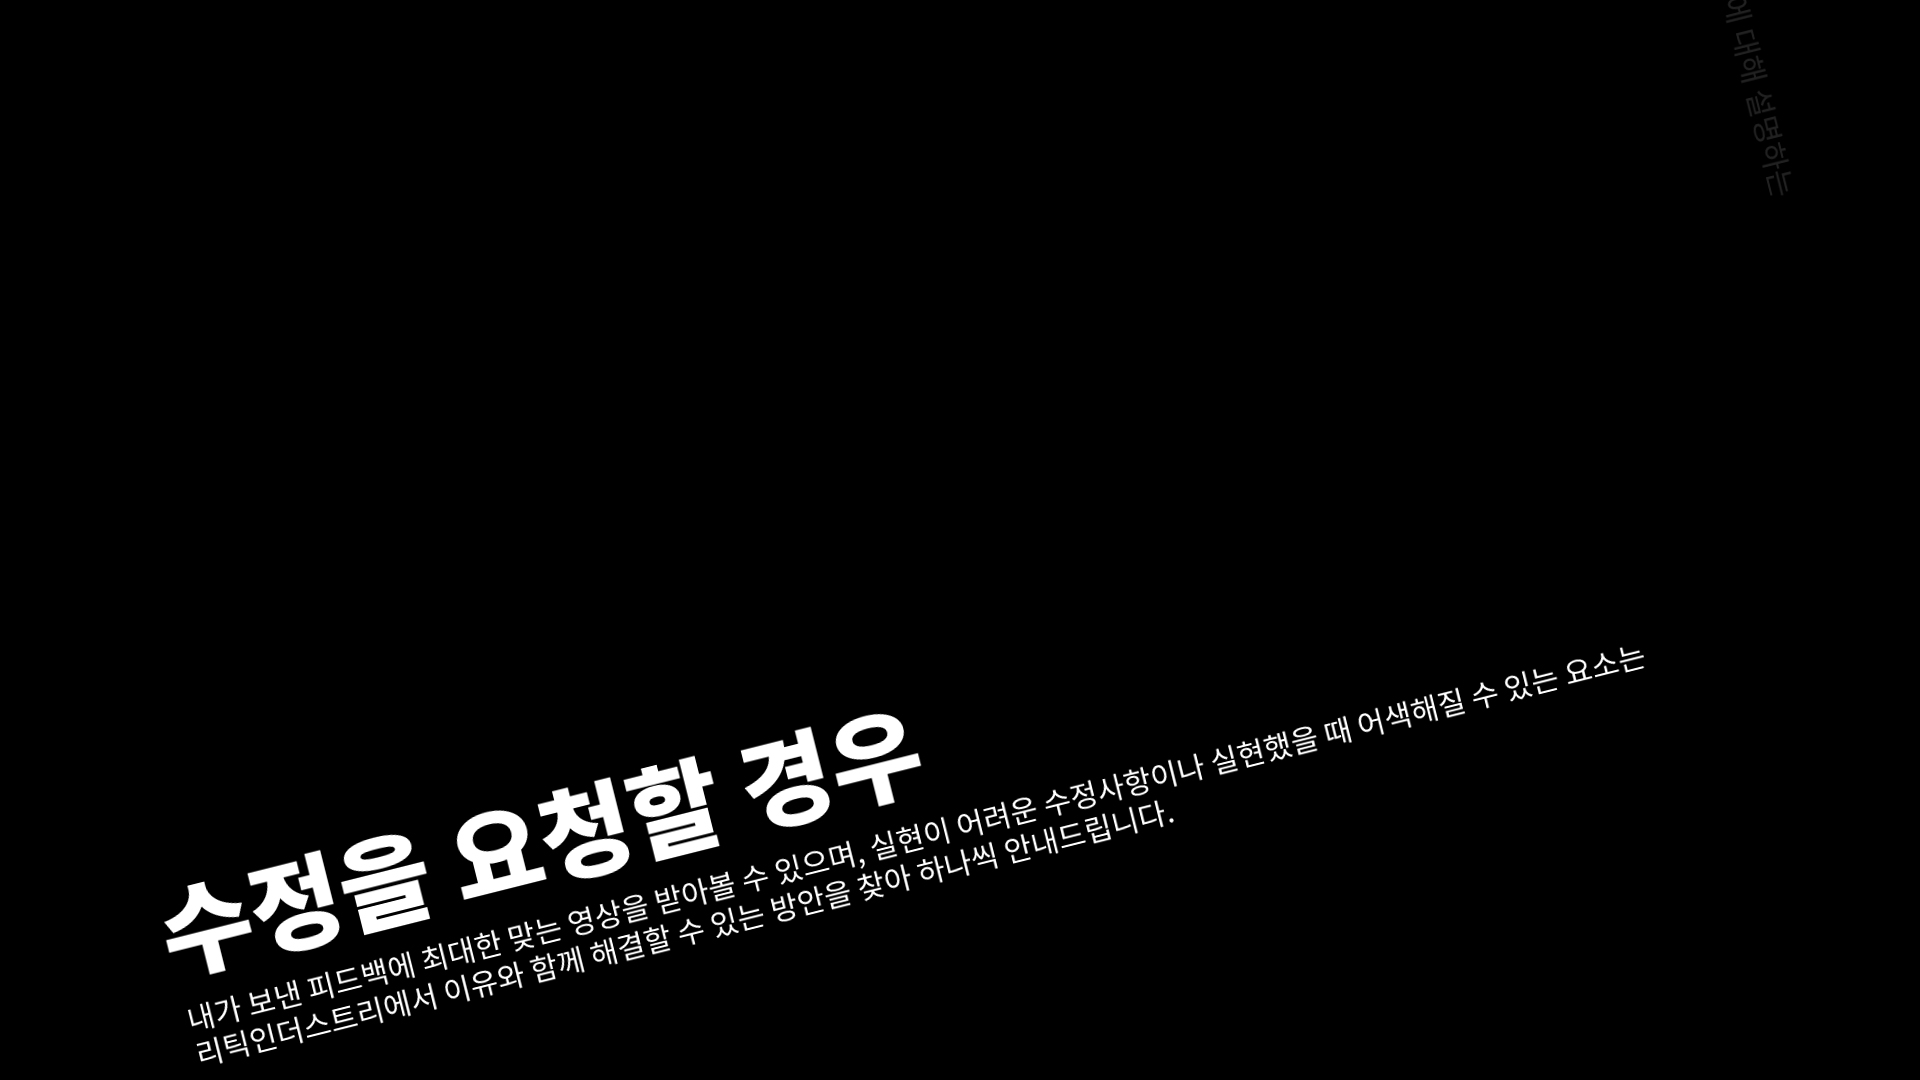 에 대해 설명하는
수정을 요청할 경우
내가 보낸 피드백에 최대한 맞는 영상을 받아볼 수 있으며, 실현이 어려운 수정사항이나 실현했을 때 어색해질 수 있는 요소는
리틱인더스트리에서 이유와 함께 해결할 수 있는 방안을 찾아 하나씩 안내드립니다.